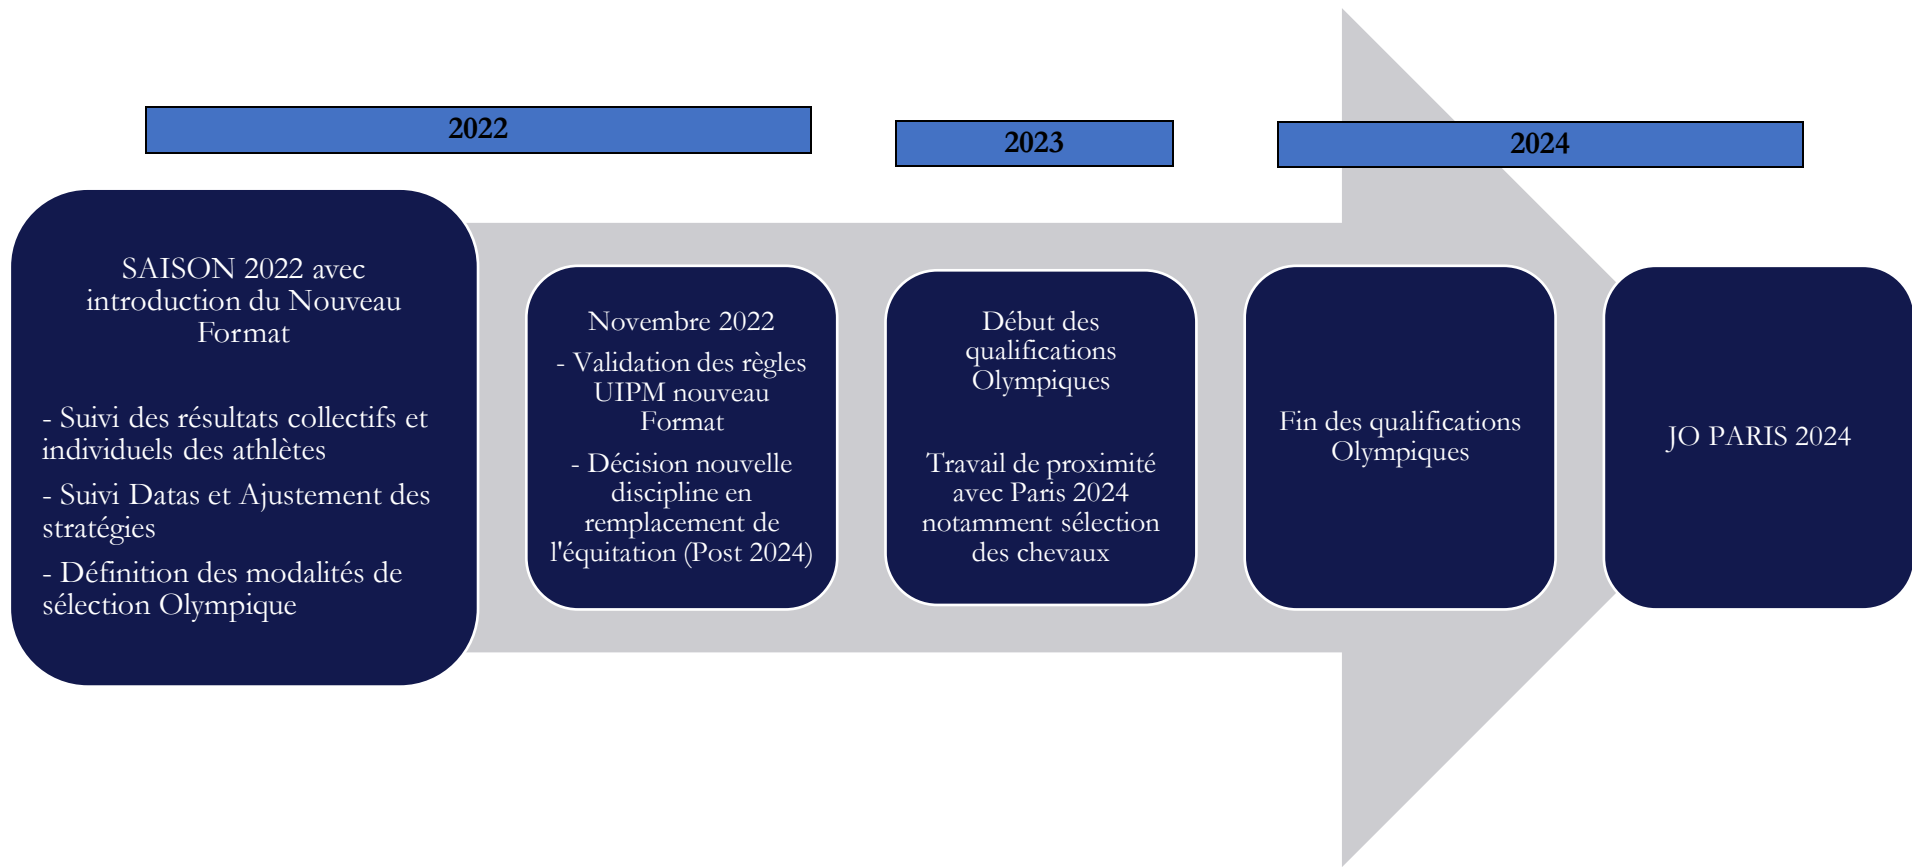 2022
2023
2024
SAISON 2022 avec
introduction du Nouveau
Format
- Suivi des résultats collectifs et
individuels des athlètes
- Suivi Datas et Ajustement des
stratégies
- Définition des modalités de
sélection Olympique
Novembre 2022
- Validation des règles
UIPM nouveau
Format
- Décision nouvelle
discipline en
remplacement de
l'équitation (Post 2024)
Début des
qualifications
Olympiques
Travail de proximité
avec Paris 2024
notamment sélection
des chevaux
Fin des qualifications
Olympiques
JO PARIS 2024